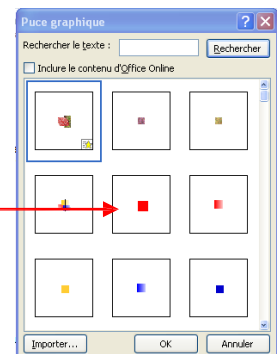 Puce graphique
Rechercher le texte :
Rechercher
Inclure le contenu d'Office Online
Importer...
OK
Annuler